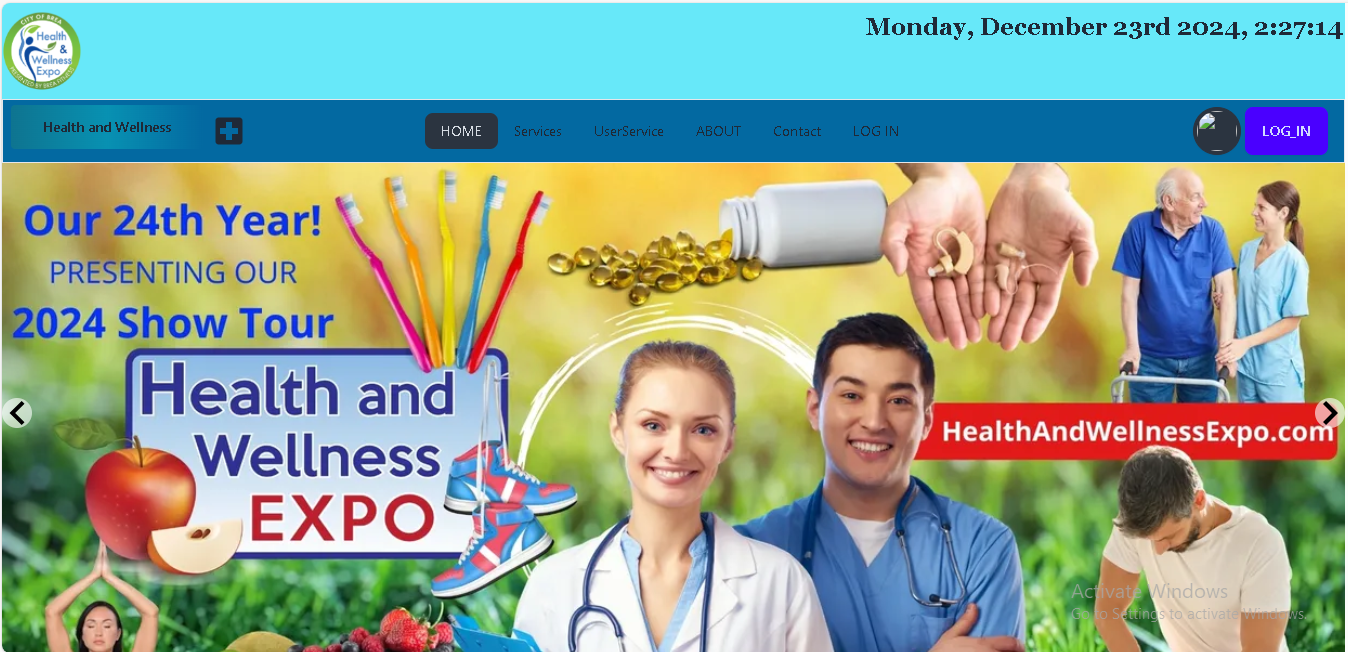 CITY OF BREA
Health
&
Wellness
Expo
PRESENTED BY BREA FITNESS
Monday, December 23rd 2024, 2:27:14
Health and Wellness
HOME
Services
UserService
ABOUT
Contact
LOG IN
LOG_IN
Our 24th Year!
PRESENTING OUR
2024 Show Tour
Health and
Wellness
EXPO
HealthAndWellnessExpo.com
Activate Windows
Go to Settings to activate Windows.